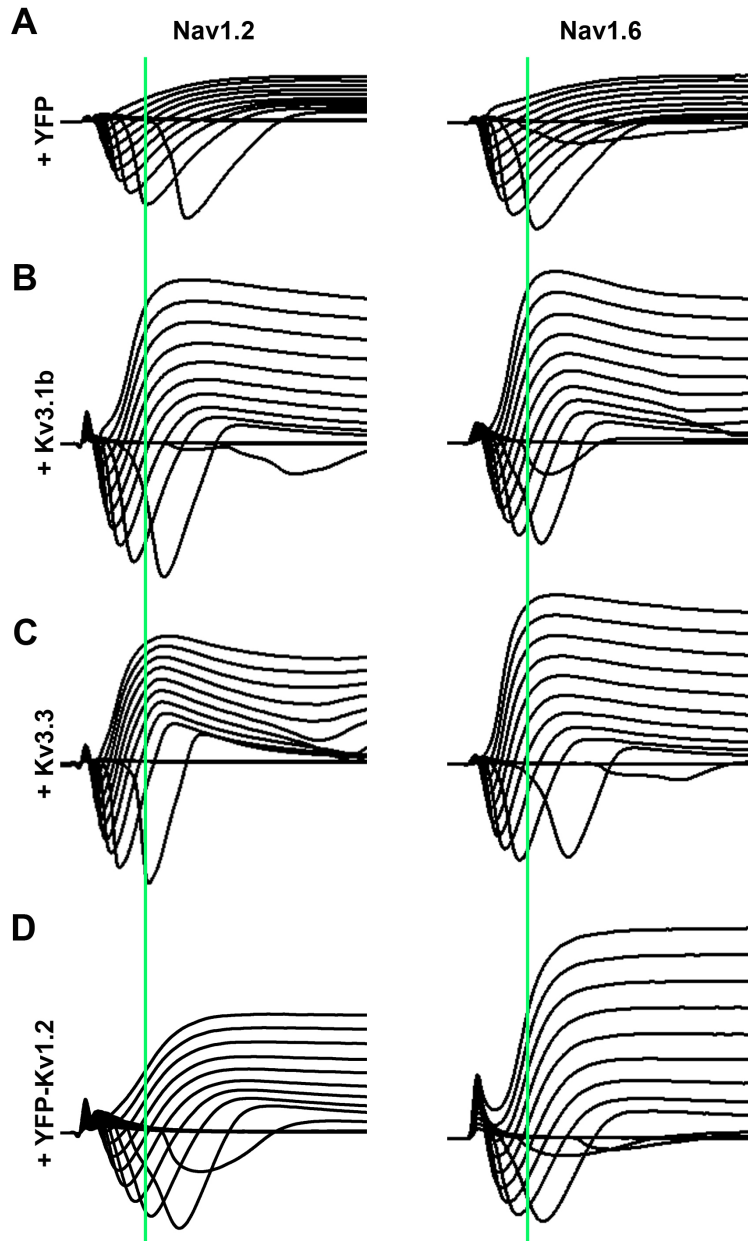 A
Nav1.2
Nav1.6
+ YFP
B
+ Kv3.1b
C
+ Kv3.3
D
+ YFP-Kv1.2